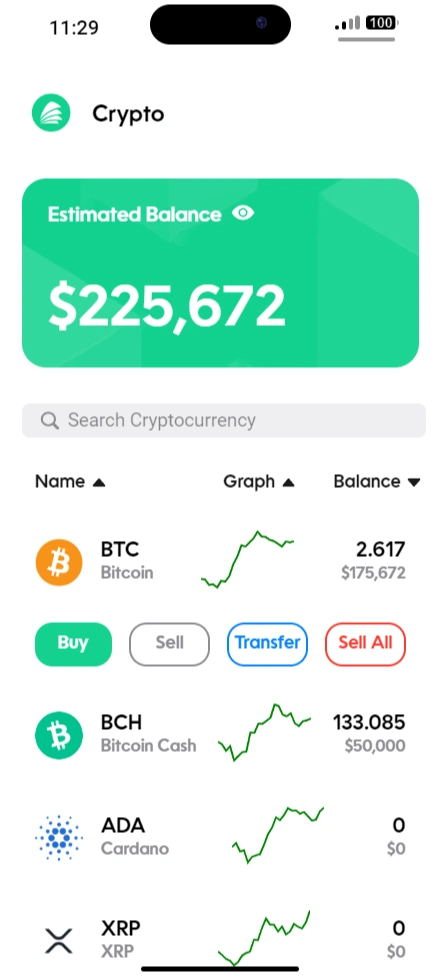 11:29
100
Crypto
Estimated Balance
$225,672
Search Cryptocurrency
Name Graph Balance
BTC 2.617
Bitcoin $175,672
Buy Sell Transfer Sell All
BCH 133.085
Bitcoin Cash $50,000
ADA 0
Cardano $0
XRP 0
XRP $0